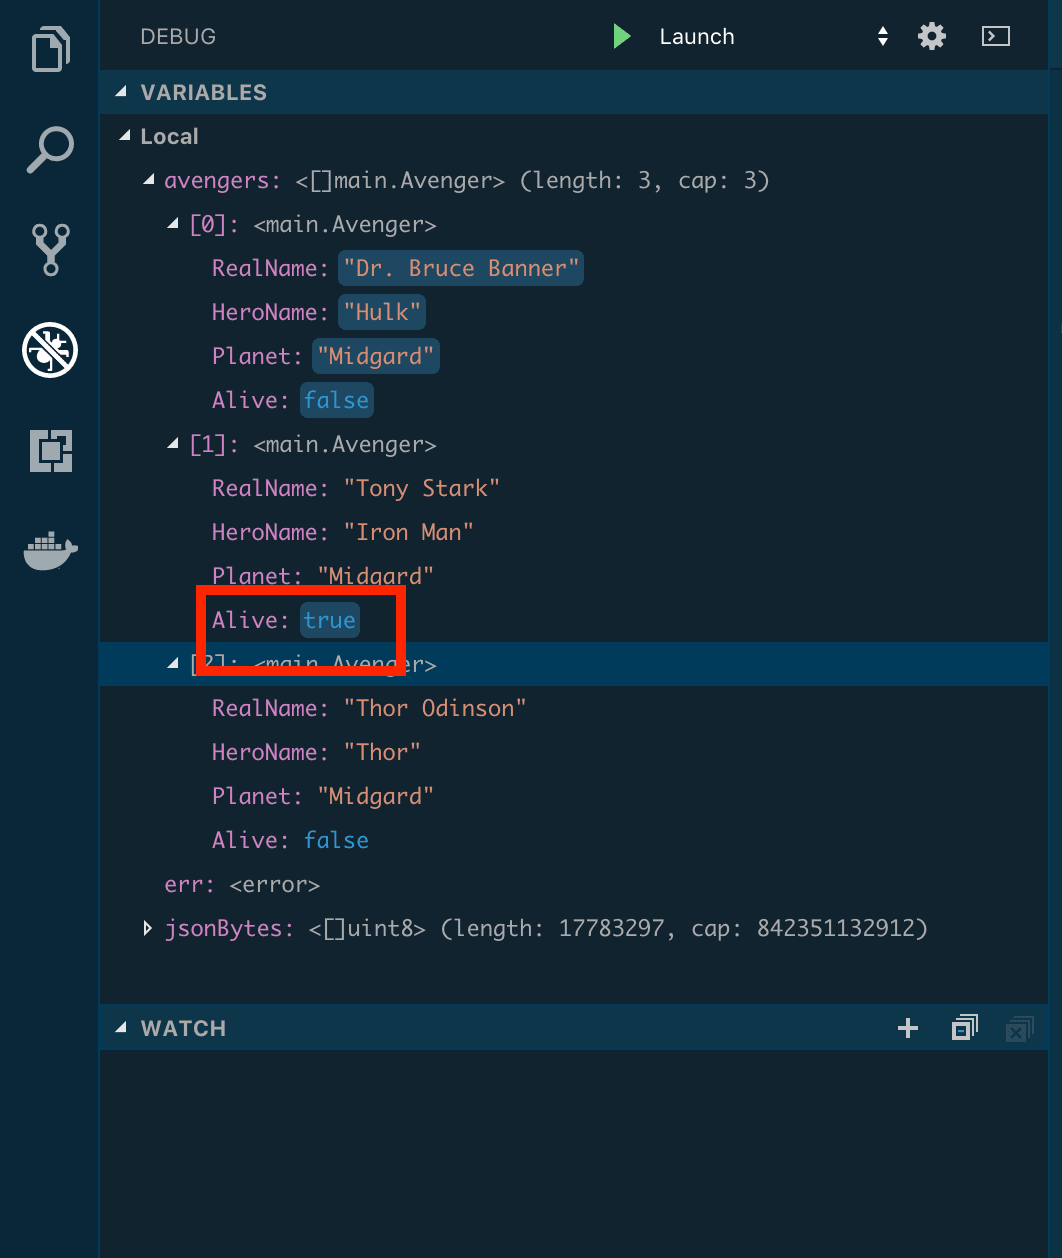 DEBUG Launch
VARIABLES
Local
avengers: <[]main.Avenger> (length: 3, cap: 3)
[0]: <main.Avenger>
RealName: "Dr. Bruce Banner"
HeroName: "Hulk"
Planet: "Midgard"
Alive: false
[1]: <main.Avenger>
RealName: "Tony Stark"
HeroName: "Iron Man"
Planet: "Midgard"
Alive: true
[2]: <main.Avenger>
RealName: "Thor Odinson"
HeroName: "Thor"
Planet: "Midgard"
Alive: false
err: <error>
jsonBytes: <[]uint8> (length: 17783297, cap: 842351132912)
WATCH